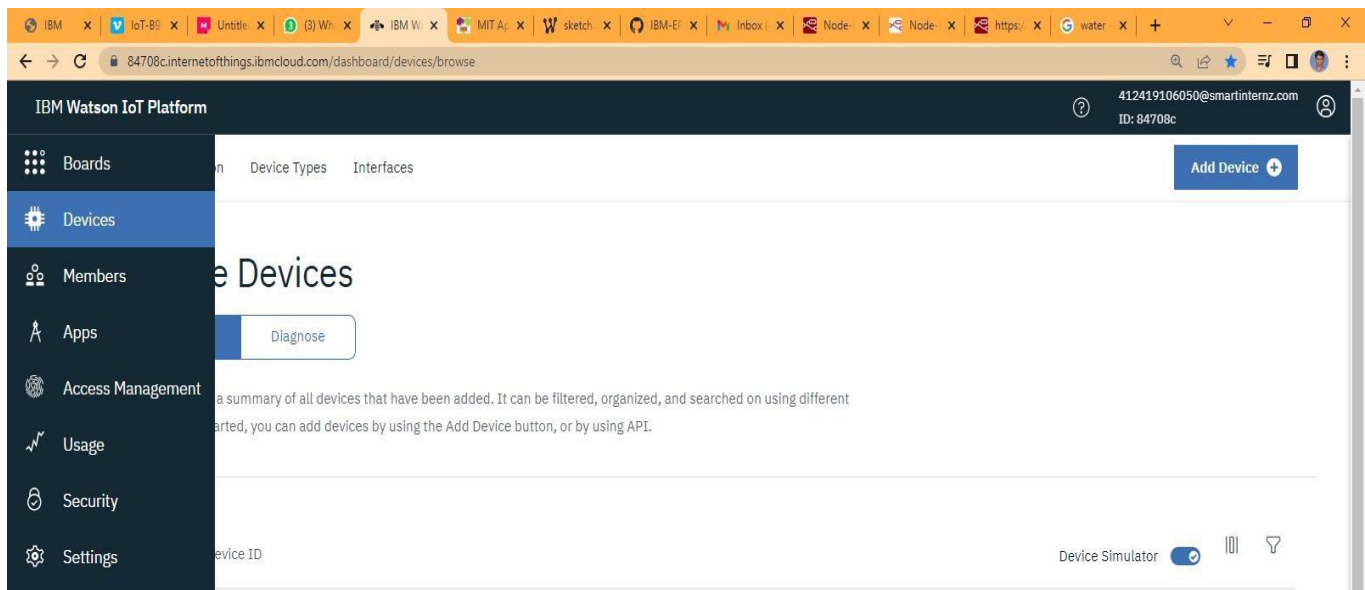 IBM
IoT-B9
Untitle
(3) Wh
IBM W
MIT Ap
sketch
IBM-EP
Inbox (
Node-
Node-
https:/
water -
84708c.internetofthings.ibmcloud.com/dashboard/devices/browse
IBM Watson IoT Platform
412419106050@smartinternz.com
ID: 84708c
Boards
n Device Types Interfaces
Add Device
Devices
Members
e Devices
Apps
Diagnose
Access Management
a summary of all devices that have been added. It can be filtered, organized, and searched on using different
arted, you can add devices by using the Add Device button, or by using API.
Usage
Security
Settings
evice ID
Device Simulator